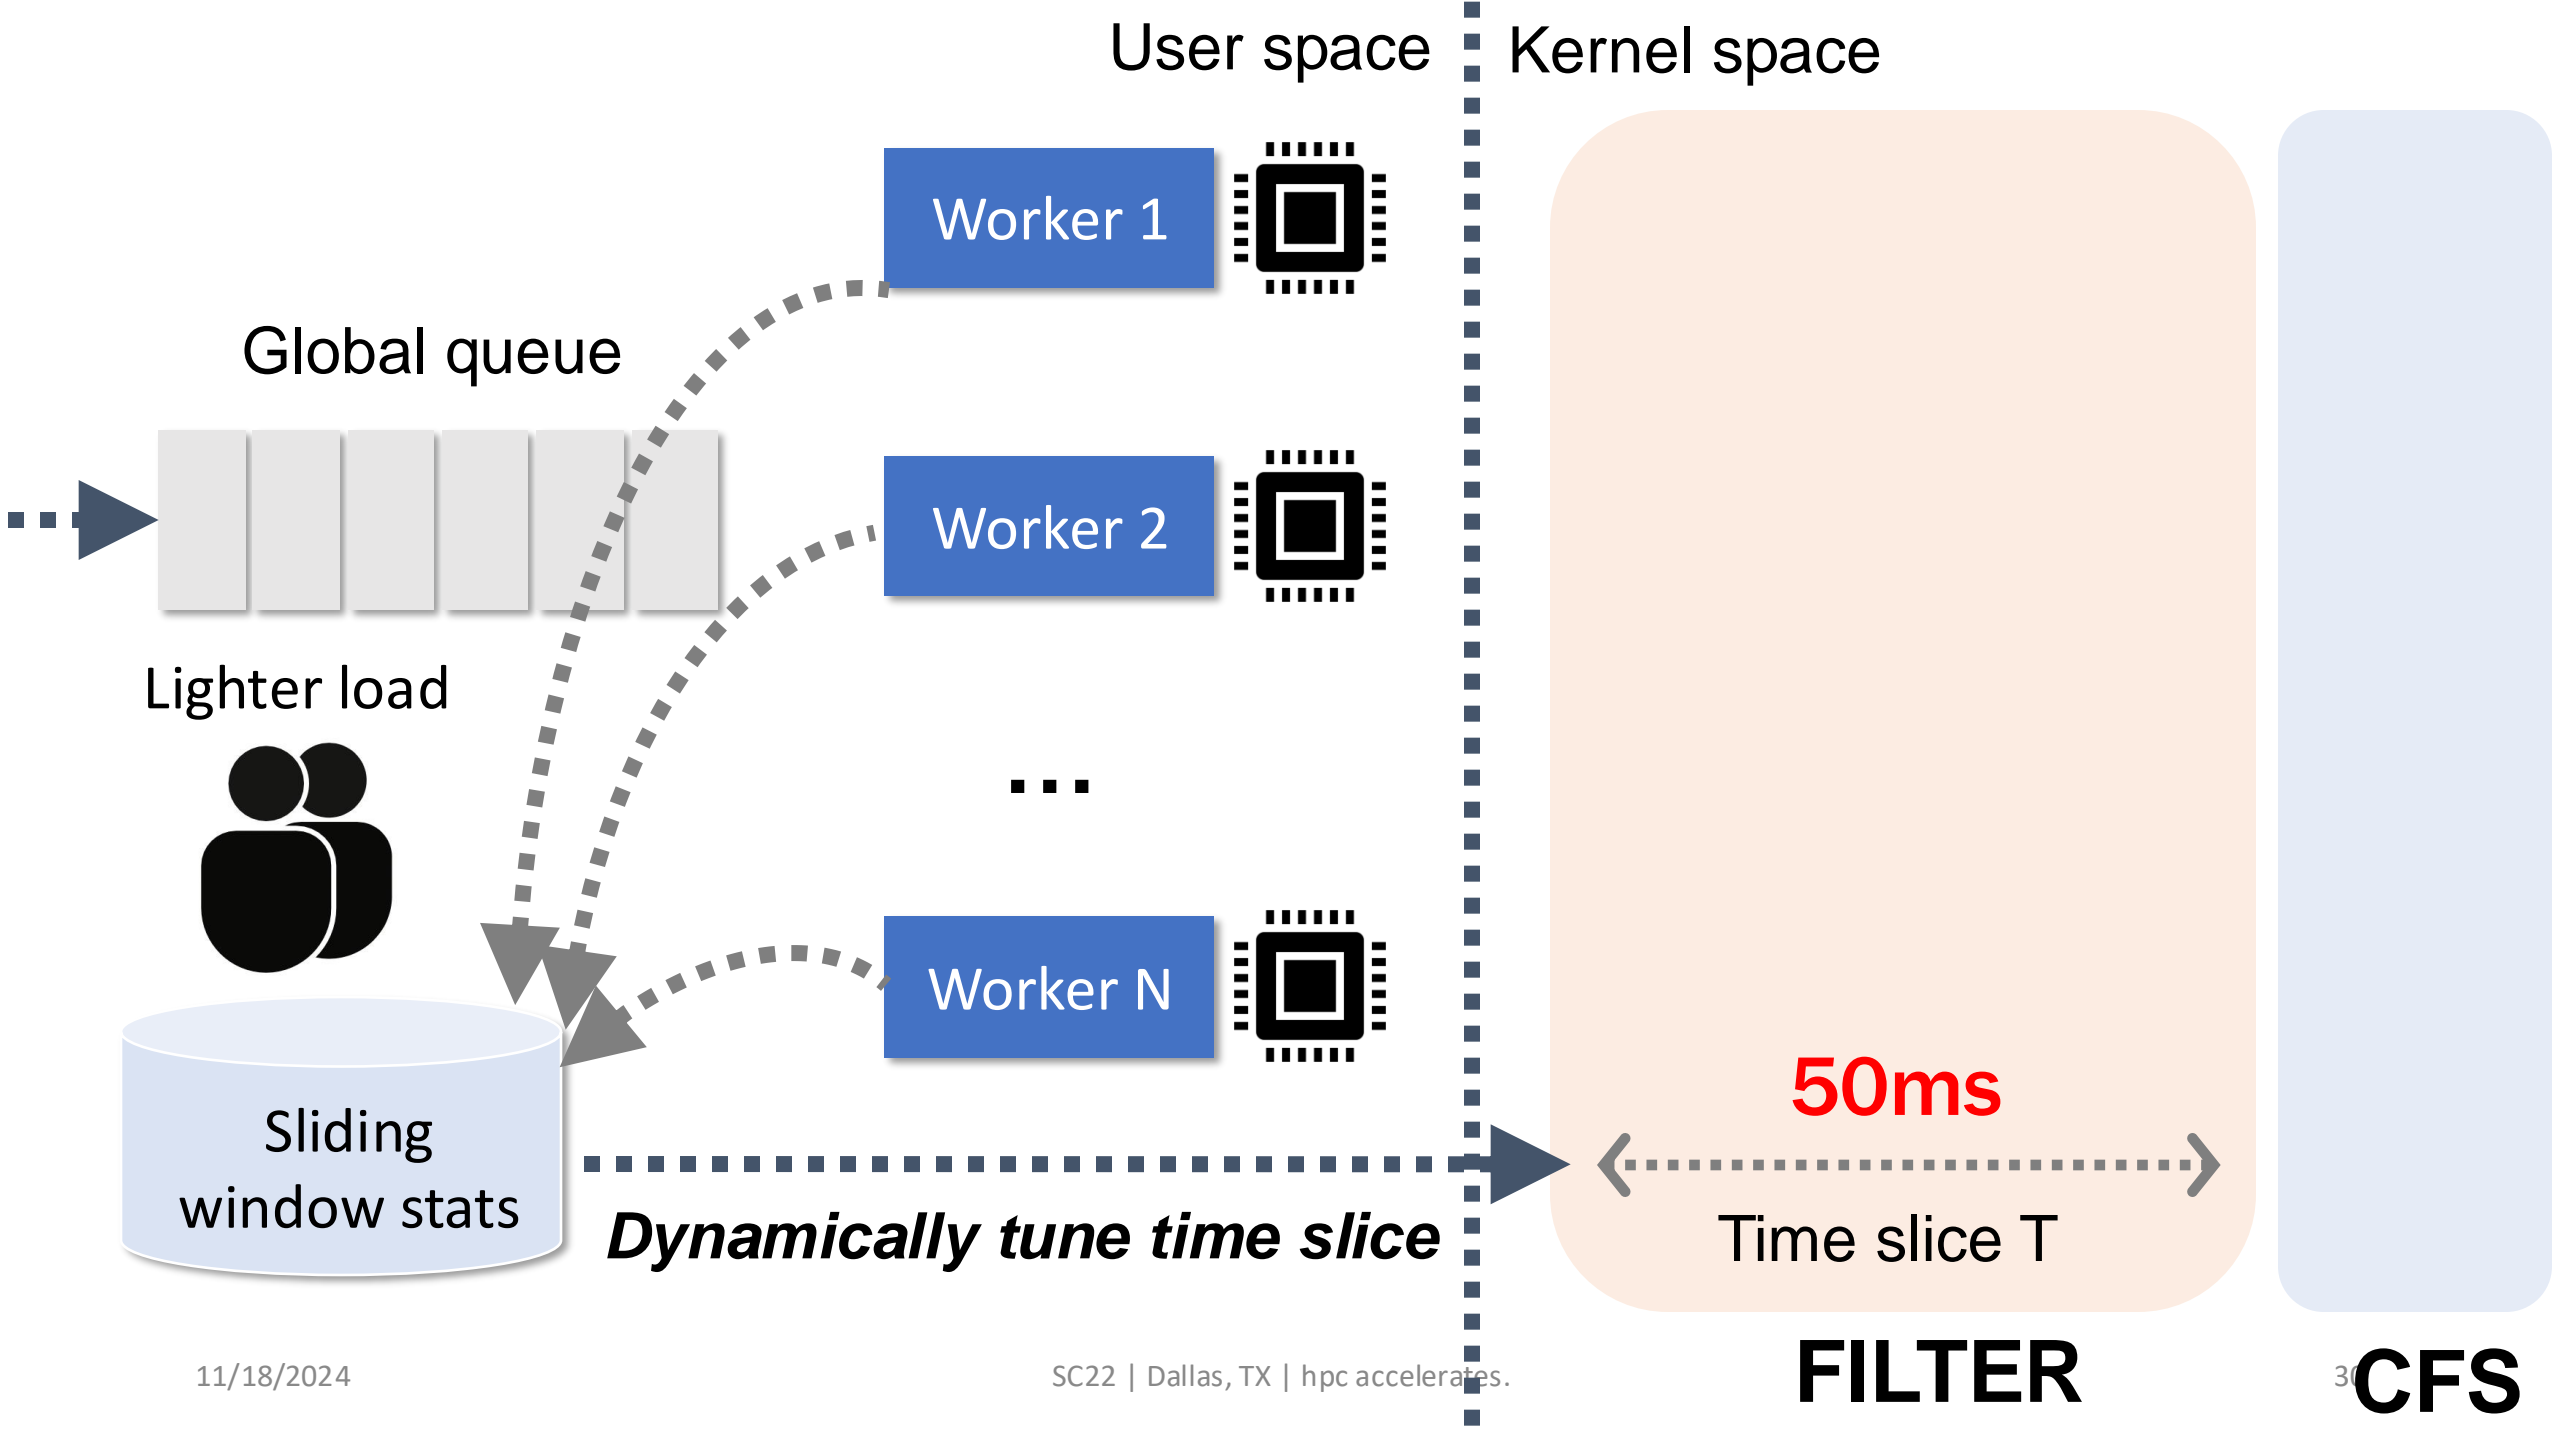 User space
Kernel space
Worker 1
Global queue
Worker 2
Lighter load
...
Worker N
50ms
Sliding
window stats
Dynamically tune time slice
Time slice T
FILTER
CFS
11/18/2024
SC22 | Dallas, TX | hpc accelerates.